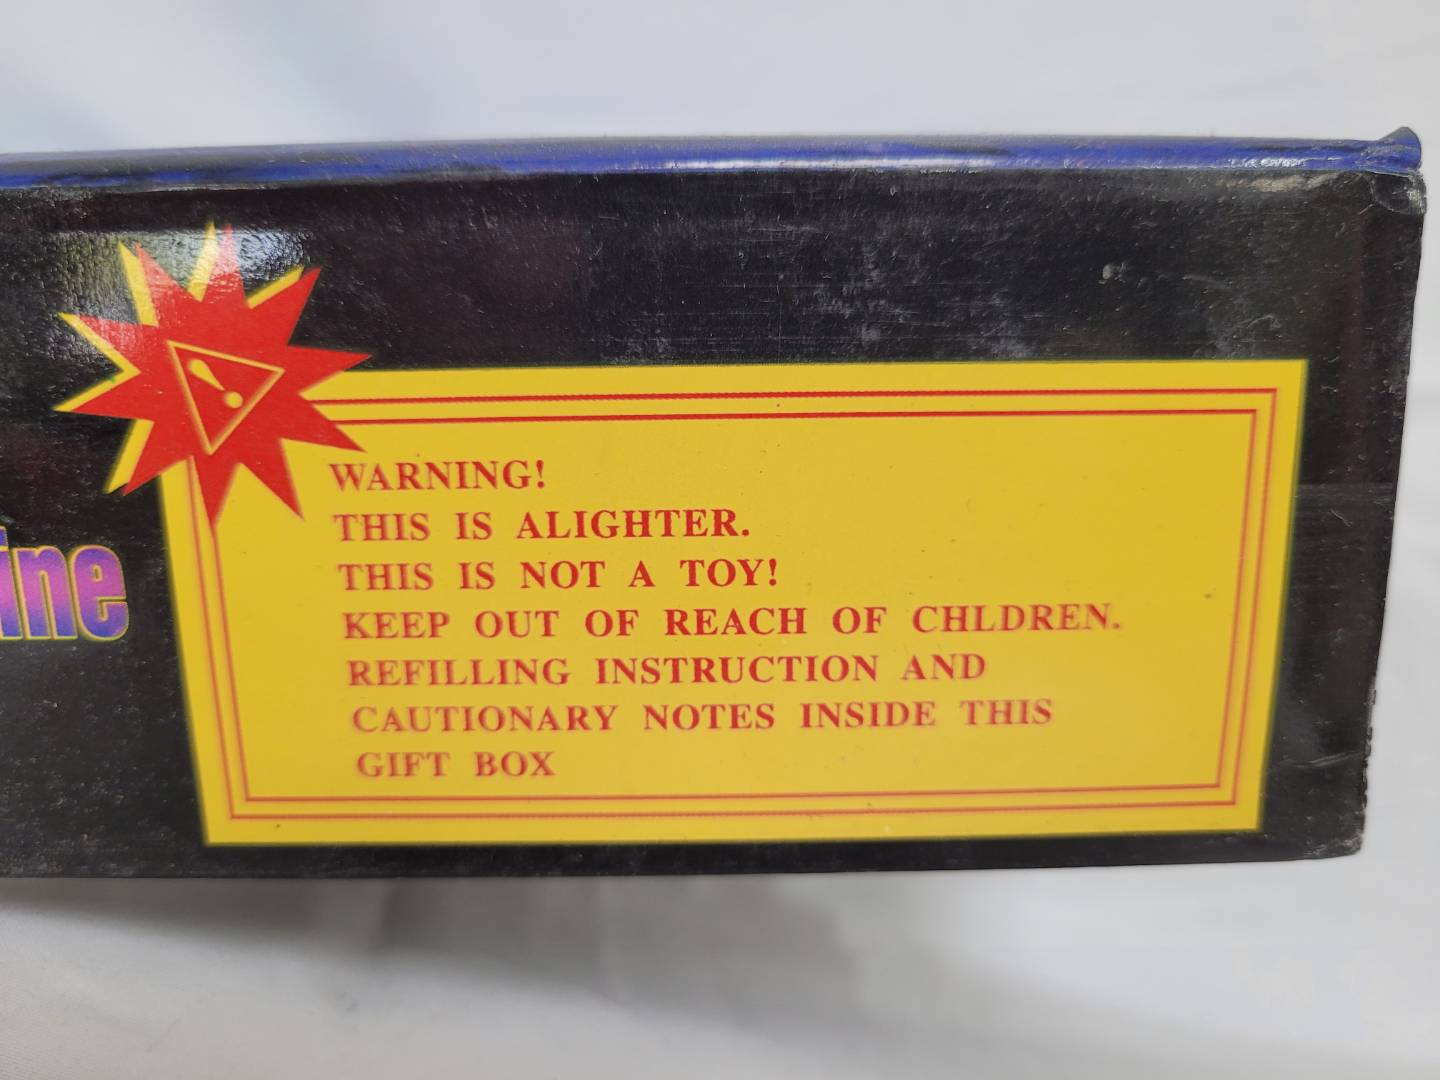 WARNING!
THIS IS ALIGHTER.
THIS IS NOT A TOY!
KEEP OUT OF REACH OF CHLDREN.
REFILLING INSTRUCTION AND
CAUTIONARY NOTES INSIDE THIS
GIFT BOX
ine